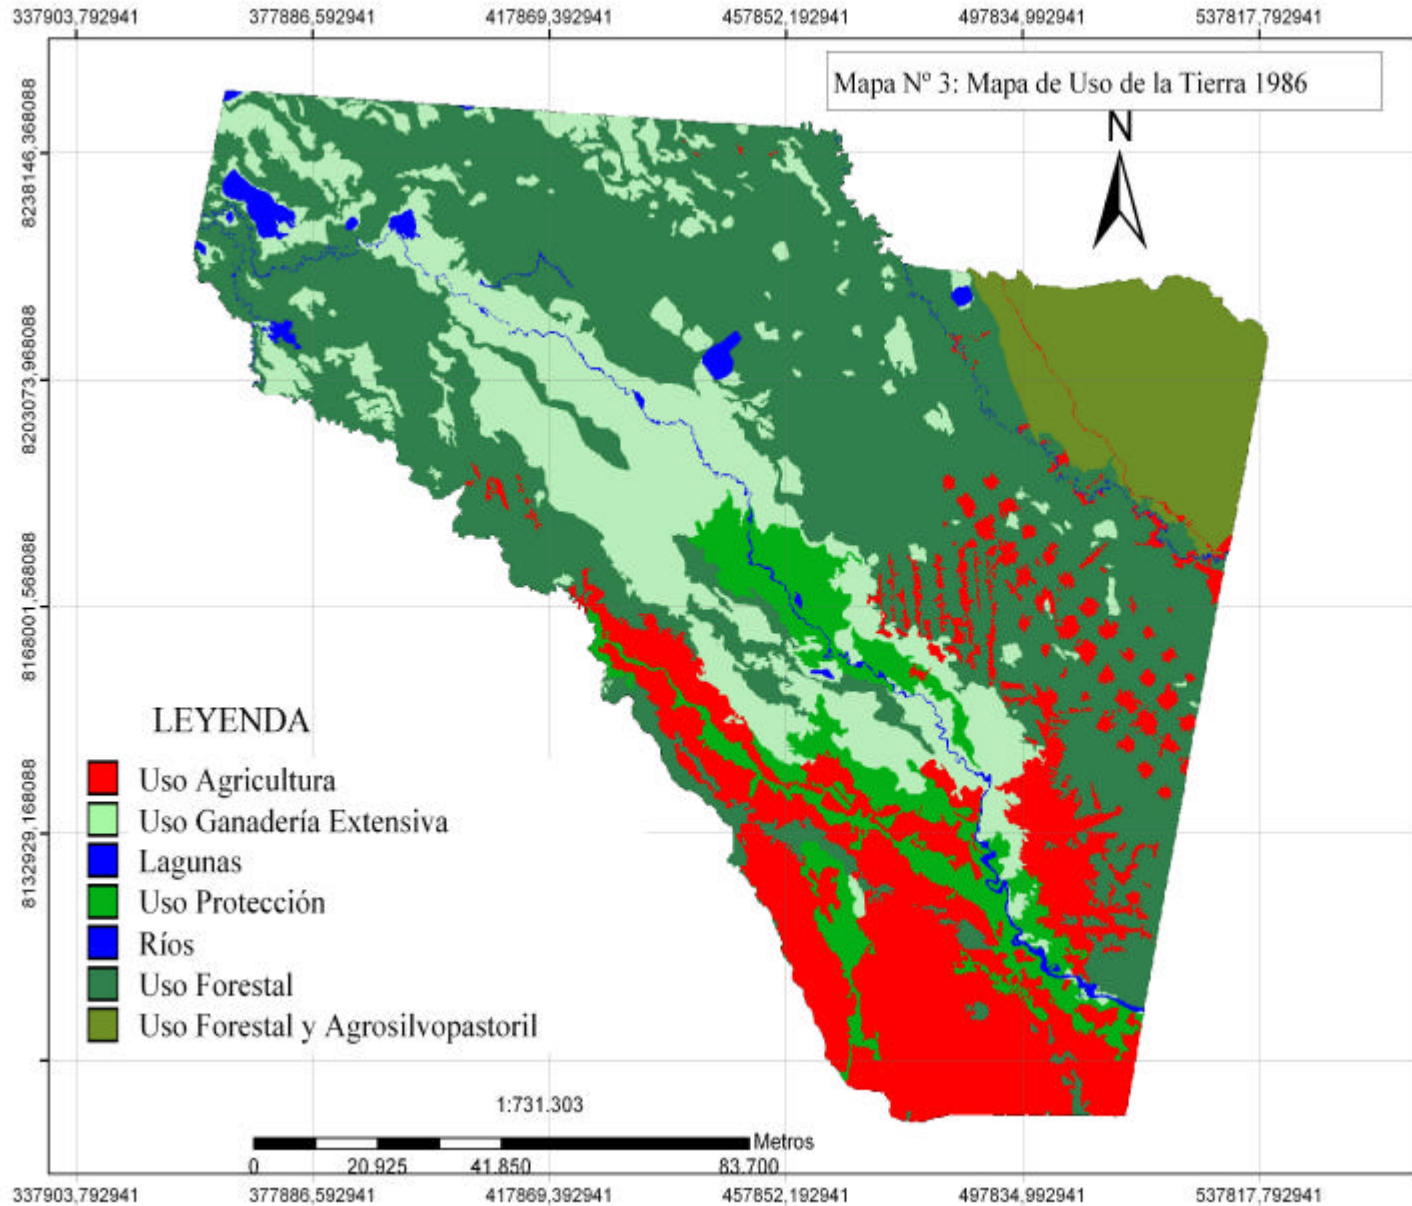 337903,792941 377886,592941 417869,392941 457852,192941 497834,992941 537817,792941
Mapa Nº 3: Mapa de Uso de la Tierra 1986
N
8238146,368088
8203073,968088
8168001,568088
8132929,168088
LEYENDA
Uso Agricultura
Uso Ganadería Extensiva
Lagunas
Uso Protección
Ríos
Uso Forestal
Uso Forestal y Agrosilvopastoril
1:731.303
Metros
0 20.925 41.850 83.700
337903,792941 377886,592941 417869,392941 457852,192941 497834,992941 537817,792941